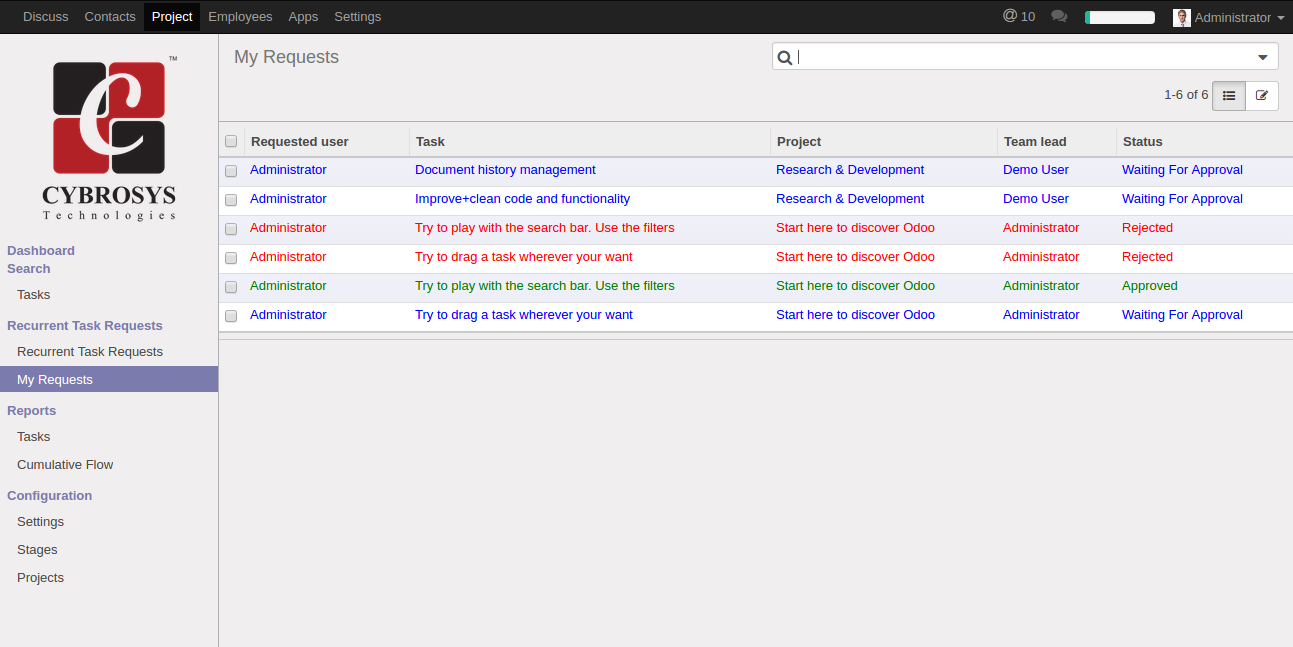 Discuss Contacts Project Employees Apps Settings @ 10 Administrator
TM
C
CYBROSYS
Technologies
Dashboard
Search
Tasks
Recurrent Task Requests
Recurrent Task Requests
My Requests
Reports
Tasks
Cumulative Flow
Configuration
Settings
Stages
Projects
My Requests
1-6 of 6
Requested user Task Project Team lead Status
Administrator Document history management Research & Development Demo User Waiting For Approval
Administrator Improve+clean code and functionality Research & Development Demo User Waiting For Approval
Administrator Try to play with the search bar. Use the filters Start here to discover Odoo Administrator Rejected
Administrator Try to drag a task wherever your want Start here to discover Odoo Administrator Rejected
Administrator Try to play with the search bar. Use the filters Start here to discover Odoo Administrator Approved
Administrator Try to drag a task wherever your want Start here to discover Odoo Administrator Waiting For Approval